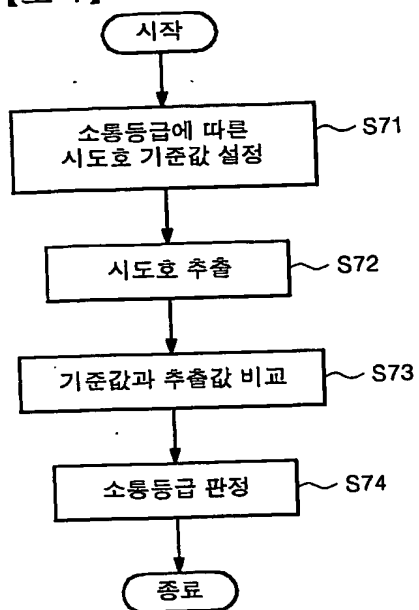 시작
소통등급에 따른
시도호 기준값 설정
S71
시도호 추출
S72
기준값과 추출값 비교
S73
소통등급 판정
S74
종료